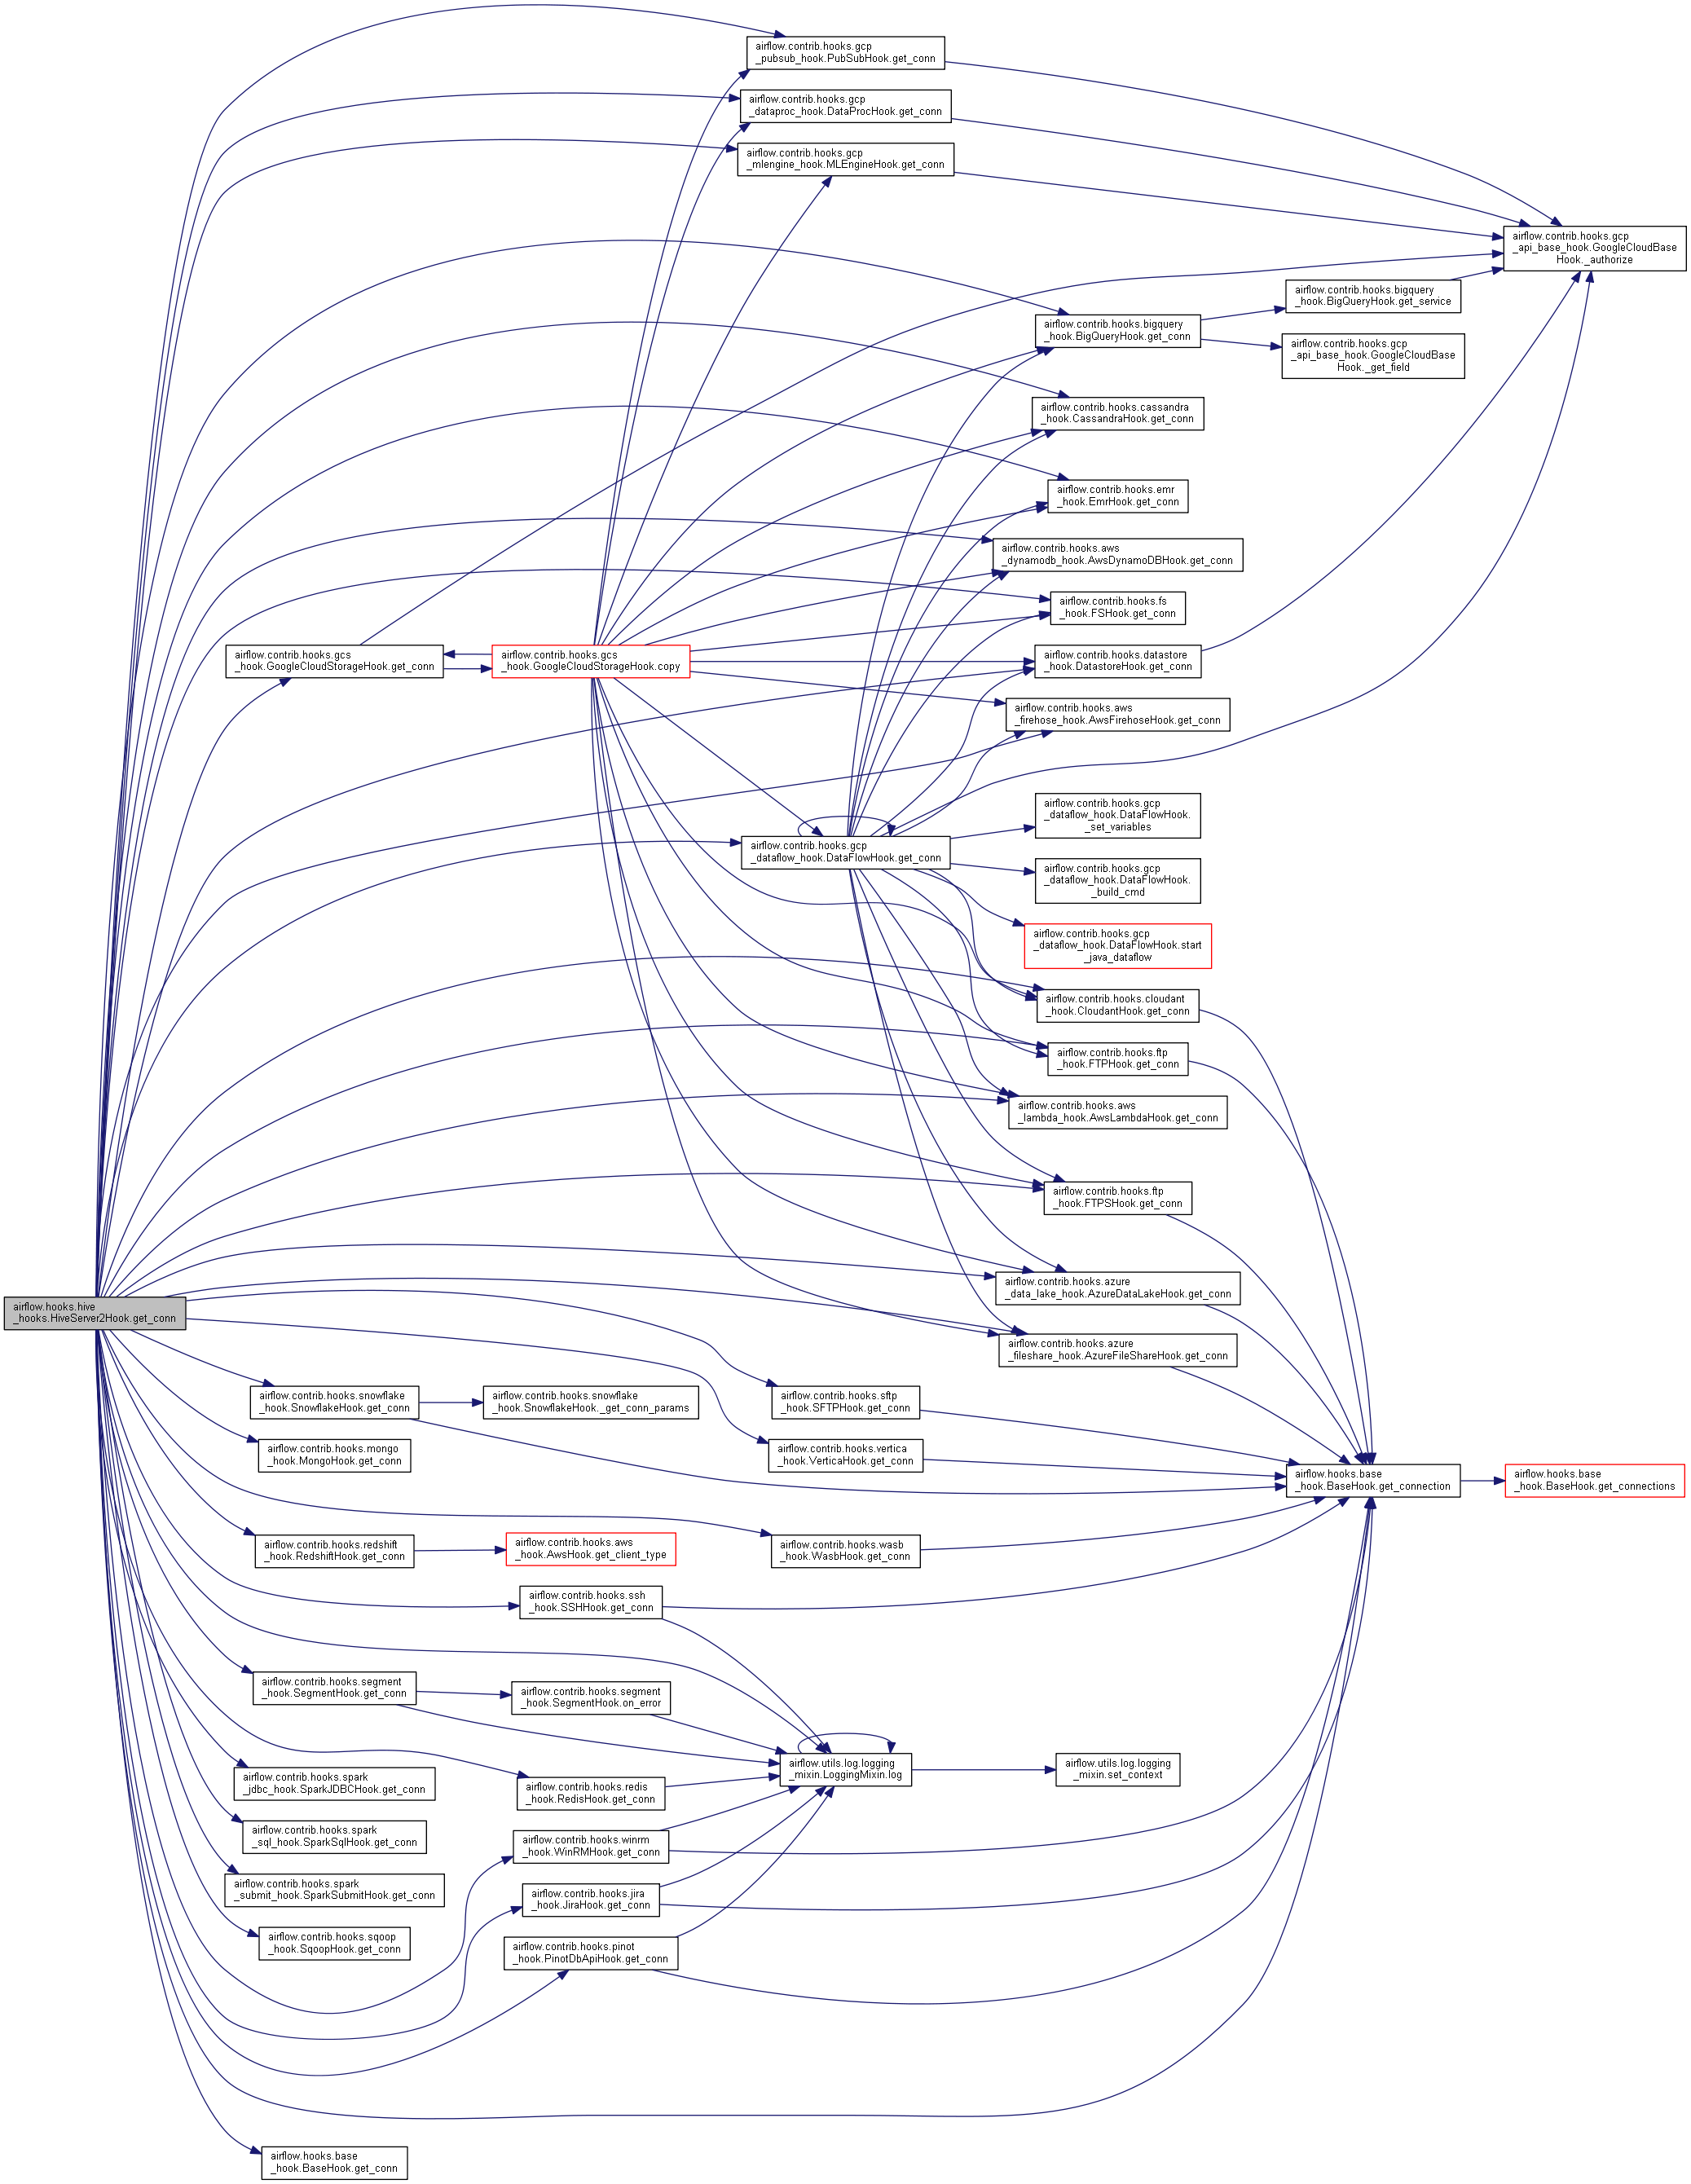 airflow.contrib.hooks.gcp
_pubsub_hook.PubSubHook.get_conn
airflow.contrib.hooks.gcp
_dataproc_hook.DataProcHook.get_conn
airflow.contrib.hooks.gcp
_mlengine_hook.MLEngineHook.get_conn
airflow.contrib.hooks.gcp
_api_base_hook.GoogleCloudBase
Hook._authorize
airflow.contrib.hooks.bigquery
_hook.BigQueryHook.get_service
airflow.contrib.hooks.bigquery
_hook.BigQueryHook.get_conn
airflow.contrib.hooks.gcp
_api_base_hook.GoogleCloudBase
Hook._get_field
airflow.contrib.hooks.cassandra
_hook.CassandraHook.get_conn
airflow.contrib.hooks.emr
_hook.EmrHook.get_conn
airflow.contrib.hooks.aws
_dynamodb_hook.AwsDynamoDBHook.get_conn
airflow.contrib.hooks.fs
_hook.FSHook.get_conn
airflow.contrib.hooks.gcs
_hook.GoogleCloudStorageHook.get_conn
airflow.contrib.hooks.gcs
_hook.GoogleCloudStorageHook.copy
airflow.contrib.hooks.datastore
_hook.DatastoreHook.get_conn
airflow.contrib.hooks.aws
_firehose_hook.AwsFirehoseHook.get_conn
airflow.contrib.hooks.gcp
_dataflow_hook.DataFlowHook.
_set_variables
airflow.contrib.hooks.gcp
_dataflow_hook.DataFlowHook.get_conn
airflow.contrib.hooks.gcp
_dataflow_hook.DataFlowHook.
_build_cmd
airflow.contrib.hooks.gcp
_dataflow_hook.DataFlowHook.start
_java_dataflow
airflow.contrib.hooks.cloudant
_hook.CloudantHook.get_conn
airflow.contrib.hooks.ftp
_hook.FTPHook.get_conn
airflow.contrib.hooks.aws
_lambda_hook.AwsLambdaHook.get_conn
airflow.contrib.hooks.ftp
_hook.FTPSHook.get_conn
airflow.contrib.hooks.azure
_data_lake_hook.AzureDataLakeHook.get_conn
airflow.hooks.hive
_hooks.HiveServer2Hook.get_conn
airflow.contrib.hooks.azure
_fileshare_hook.AzureFileShareHook.get_conn
airflow.contrib.hooks.snowflake
_hook.SnowflakeHook.get_conn
airflow.contrib.hooks.snowflake
_hook.SnowflakeHook._get_conn_params
airflow.contrib.hooks.sftp
_hook.SFTPHook.get_conn
airflow.contrib.hooks.mongo
_hook.MongoHook.get_conn
airflow.contrib.hooks.vertica
_hook.VerticaHook.get_conn
airflow.hooks.base
_hook.BaseHook.get_connection
airflow.hooks.base
_hook.BaseHook.get_connections
airflow.contrib.hooks.redshift
_hook.RedshiftHook.get_conn
airflow.contrib.hooks.aws
_hook.AwsHook.get_client_type
airflow.contrib.hooks.wasb
_hook.WasbHook.get_conn
airflow.contrib.hooks.ssh
_hook.SSHHook.get_conn
airflow.contrib.hooks.segment
_hook.SegmentHook.get_conn
airflow.contrib.hooks.segment
_hook.SegmentHook.on_error
airflow.utils.log.logging
_mixin.LoggingMixin.log
airflow.utils.log.logging
_mixin.set_context
airflow.contrib.hooks.spark
_jdbc_hook.SparkJDBCHook.get_conn
airflow.contrib.hooks.redis
_hook.RedisHook.get_conn
airflow.contrib.hooks.spark
_sql_hook.SparkSqlHook.get_conn
airflow.contrib.hooks.winrm
_hook.WinRMHook.get_conn
airflow.contrib.hooks.spark
_submit_hook.SparkSubmitHook.get_conn
airflow.contrib.hooks.jira
_hook.JiraHook.get_conn
airflow.contrib.hooks.sqoop
_hook.SqoopHook.get_conn
airflow.contrib.hooks.pinot
_hook.PinotDbApiHook.get_conn
airflow.hooks.base
_hook.BaseHook.get_conn